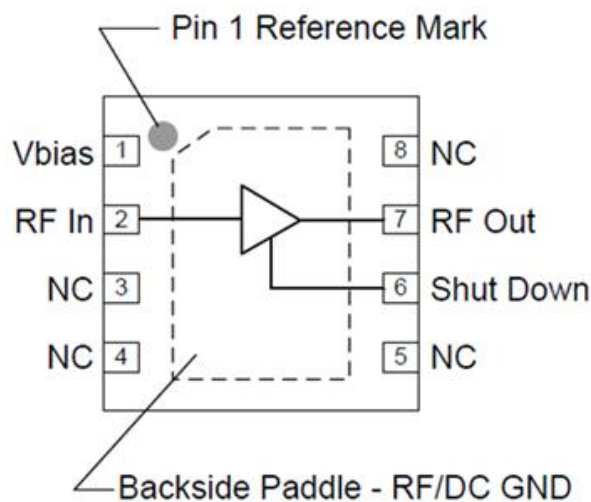 Pin 1 Reference Mark
Vbias 1 8 NC
RF In 2 7 RF Out
NC 3 6 Shut Down
NC 4 5 NC
Backside Paddle - RF/DC GND